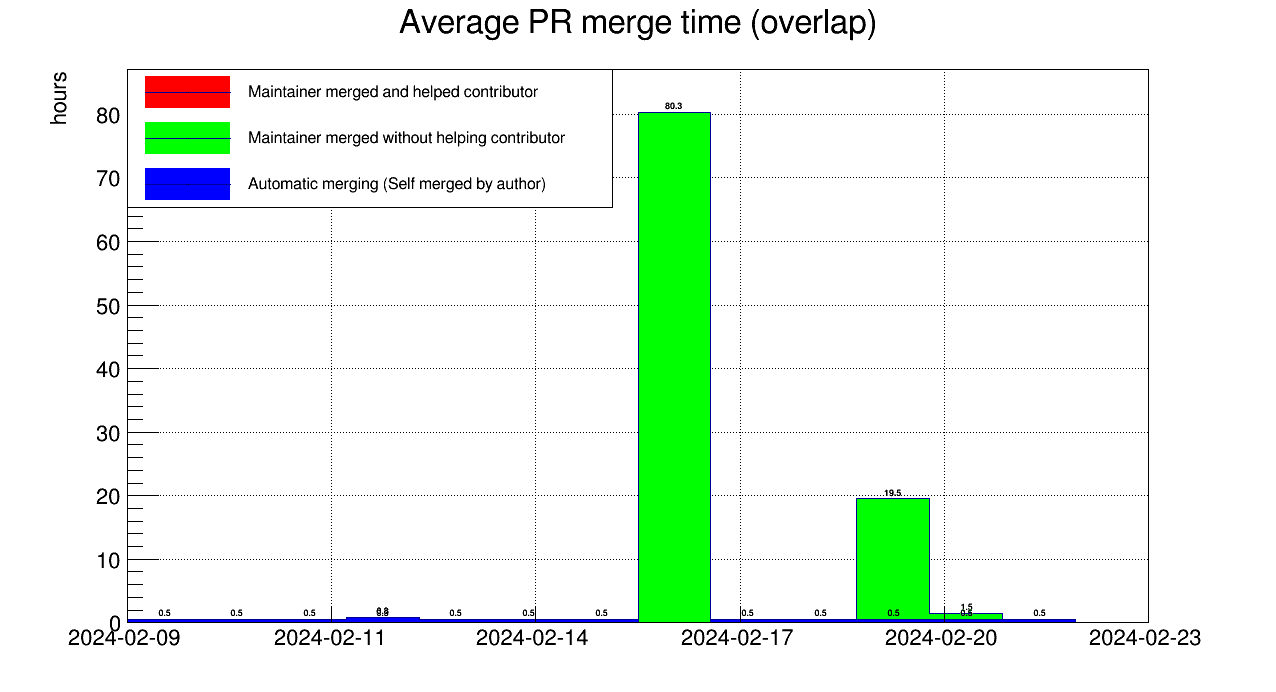 Average PR merge time (overlap)
hours
Maintainer merged and helped contributor
Maintainer merged without helping contributor
Automatic merging (Self merged by author)
80
70
60
50
40
30
20
10
0
80.3
19.5
1.5
0.5 0.5 0.5 0.5 0.5 0.5 0.5 0.5 0.5 0.5
2024-02-09 2024-02-11 2024-02-14 2024-02-17 2024-02-20 2024-02-23